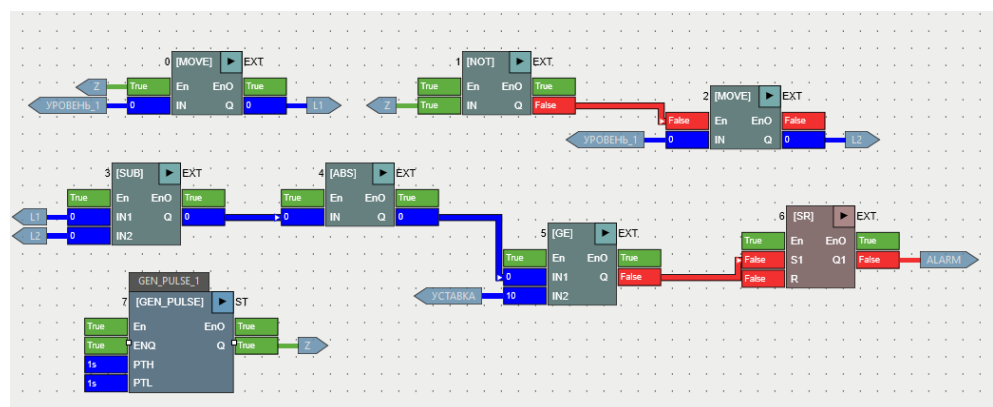 0 [MOVE] EXT.
Z True En EnO True
УРОВЕНЬ_1 0 IN Q 0 L1
1 [NOT] EXT.
True En EnO True
Z True IN Q False
2 [MOVE] EXT
False En EnO False
УРОВЕНЬ_1 0 IN Q 0 L2
3 [SUB] EXT
True En EnO True
L1 0 IN1 Q 0
L2 0 IN2
4 [ABS] EXT
True En EnO True
0 IN Q 0
5 [GE] EXT.
True En EnO True
0 IN1 Q False
УСТАВКА 10 IN2
6 [SR] EXT.
True En EnO True
False S1 Q1 False ALARM
False R
GEN_PULSE_1
7 [GEN_PULSE] ST
True En EnO True
True ENQ Q True Z
1s PTH
1s PTL